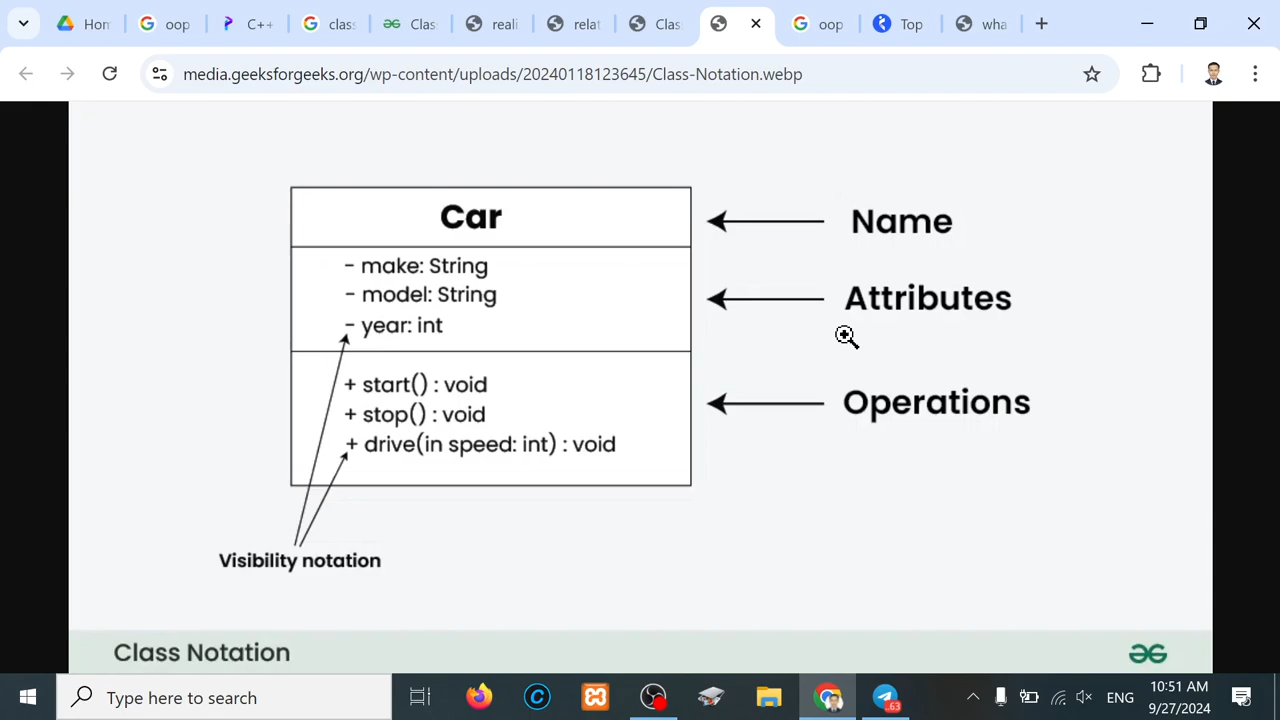 Hom
oop
C++
class
Clas
reali
relat
Clas
oop
Top
wha
media.geeksforgeeks.org/wp-content/uploads/20240118123645/Class-Notation.webp
Car
Name
- make: String
- model: String
- year: int
Attributes
+ start() : void
+ stop() : void
+ drive(in speed: int) : void
Operations
Visibility notation
Class Notation
Type here to search
63
ENG
10:51 AM
9/27/2024